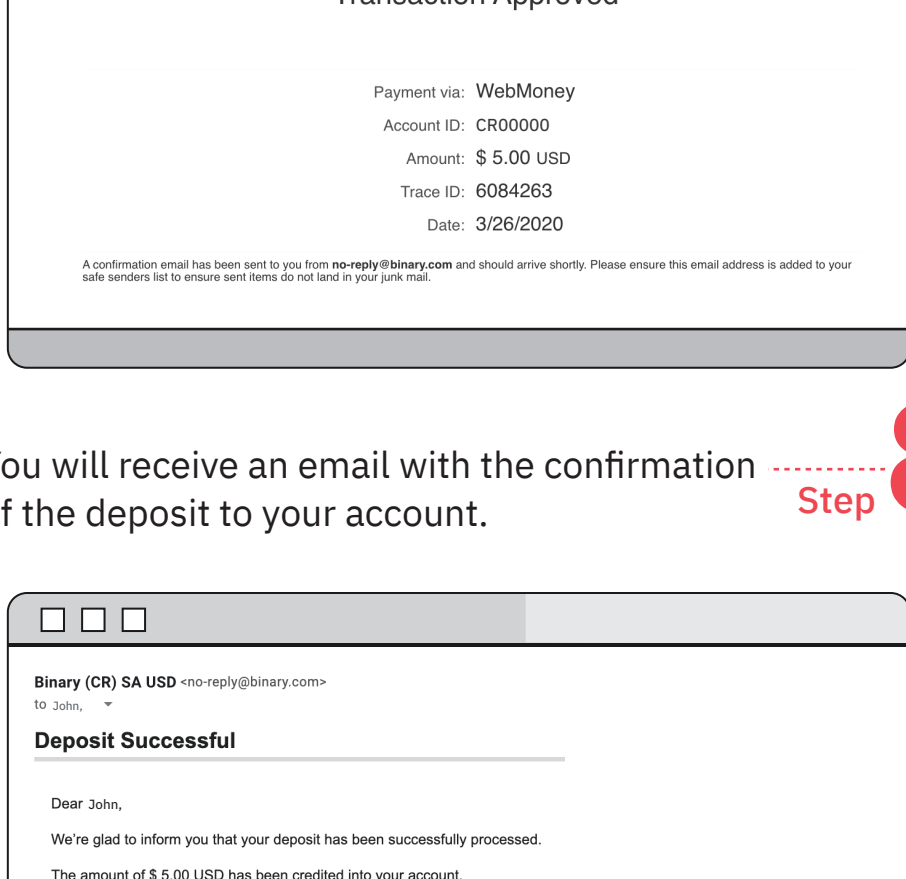 Transaction Approved
Payment via: WebMoney
Account ID: CR00000
Amount: $ 5.00 USD
Trace ID: 6084263
Date: 3/26/2020
A confirmation email has been sent to you from no-reply@binary.com and should arrive shortly. Please ensure this email address is added to your
safe senders list to ensure sent items do not land in your junk mail.
ou will receive an email with the confirmation
f the deposit to your account.
Step
Binary (CR) SA USD <no-reply@binary.com>
to John,
Deposit Successful
Dear John,
We're glad to inform you that your deposit has been successfully processed.
The amount of $ 5.00 USD has been credited into your account.